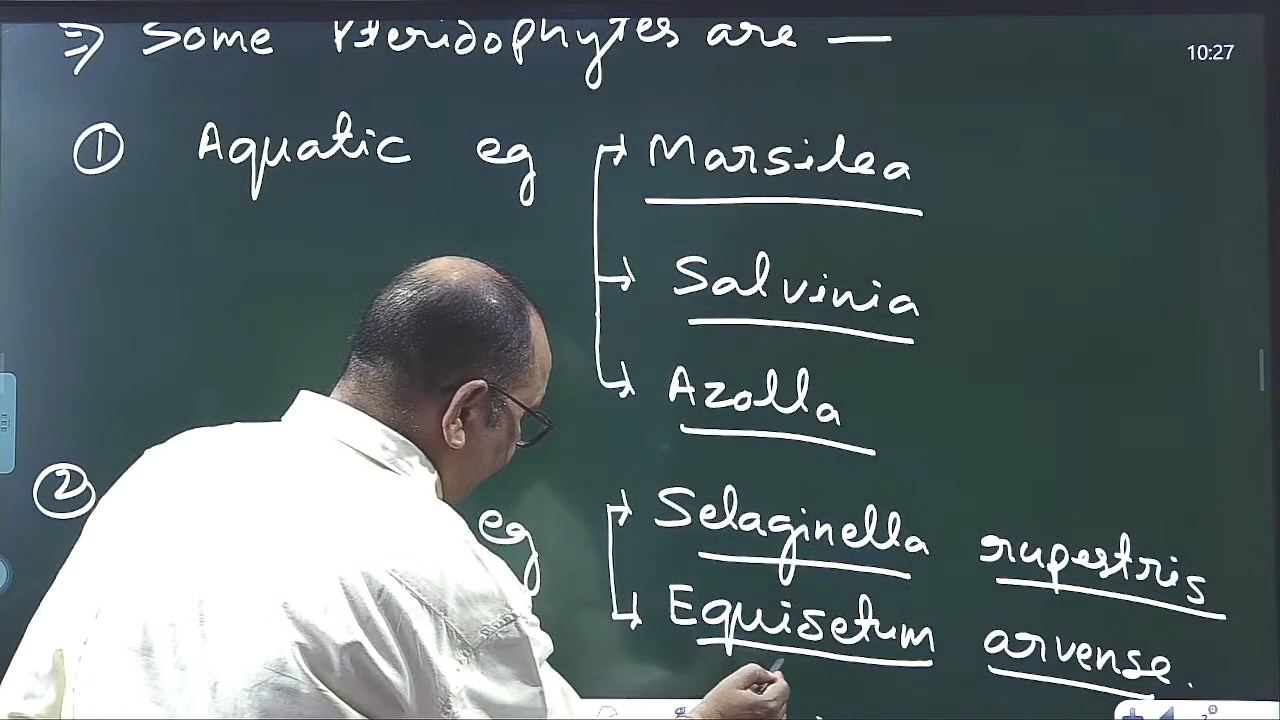 ⇒ Some Pteridophytes are —
10:27
① Aquatic eg → Marsilea
→ Salvinia
→ Azolla
② eg → Selaginella rupestris
→ Equisetum arvense.